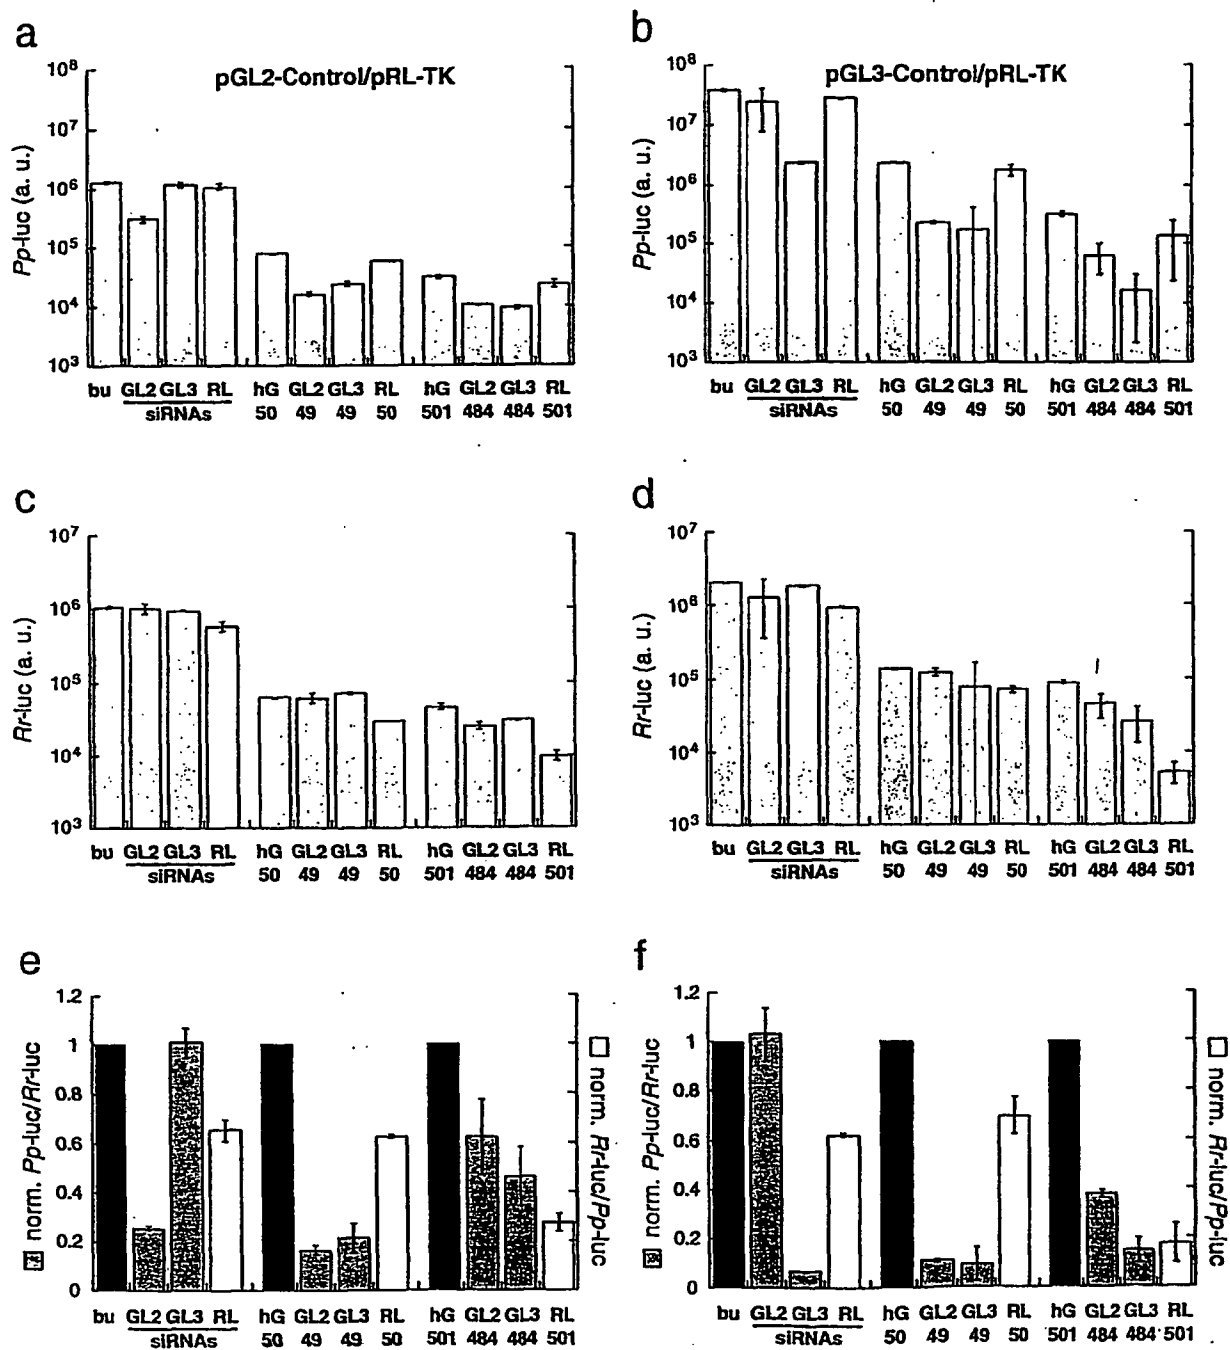 a
pGL2-Control/pRL-TK
Pp-luc (a. u.)
10⁸
10⁷
10⁶
10⁵
10⁴
10³
bu GL2 GL3 RL hG GL2 GL3 RL hG GL2 GL3 RL
siRNAs 50 49 49 50 501 484 484 501
b
pGL3-Control/pRL-TK
Pp-luc (a. u.)
10⁸
10⁷
10⁶
10⁵
10⁴
10³
bu GL2 GL3 RL hG GL2 GL3 RL hG GL2 GL3 RL
siRNAs 50 49 49 50 501 484 484 501
c
Rr-luc (a. u.)
10⁷
10⁶
10⁵
10⁴
10³
bu GL2 GL3 RL hG GL2 GL3 RL hG GL2 GL3 RL
siRNAs 50 49 49 50 501 484 484 501
d
Rr-luc (a. u.)
10⁷
10⁶
10⁵
10⁴
10³
bu GL2 GL3 RL hG GL2 GL3 RL hG GL2 GL3 RL
siRNAs 50 49 49 50 501 484 484 501
e
norm. Pp-luc/Rr-luc
1.2
1
0.8
0.6
0.4
0.2
0
norm. Rr-luc/Pp-luc
bu GL2 GL3 RL hG GL2 GL3 RL hG GL2 GL3 RL
siRNAs 50 49 49 50 501 484 484 501
f
norm. Pp-luc/Rr-luc
1.2
1
0.8
0.6
0.4
0.2
0
norm. Rr-luc/Pp-luc
bu GL2 GL3 RL hG GL2 GL3 RL hG GL2 GL3 RL
siRNAs 50 49 49 50 501 484 484 501